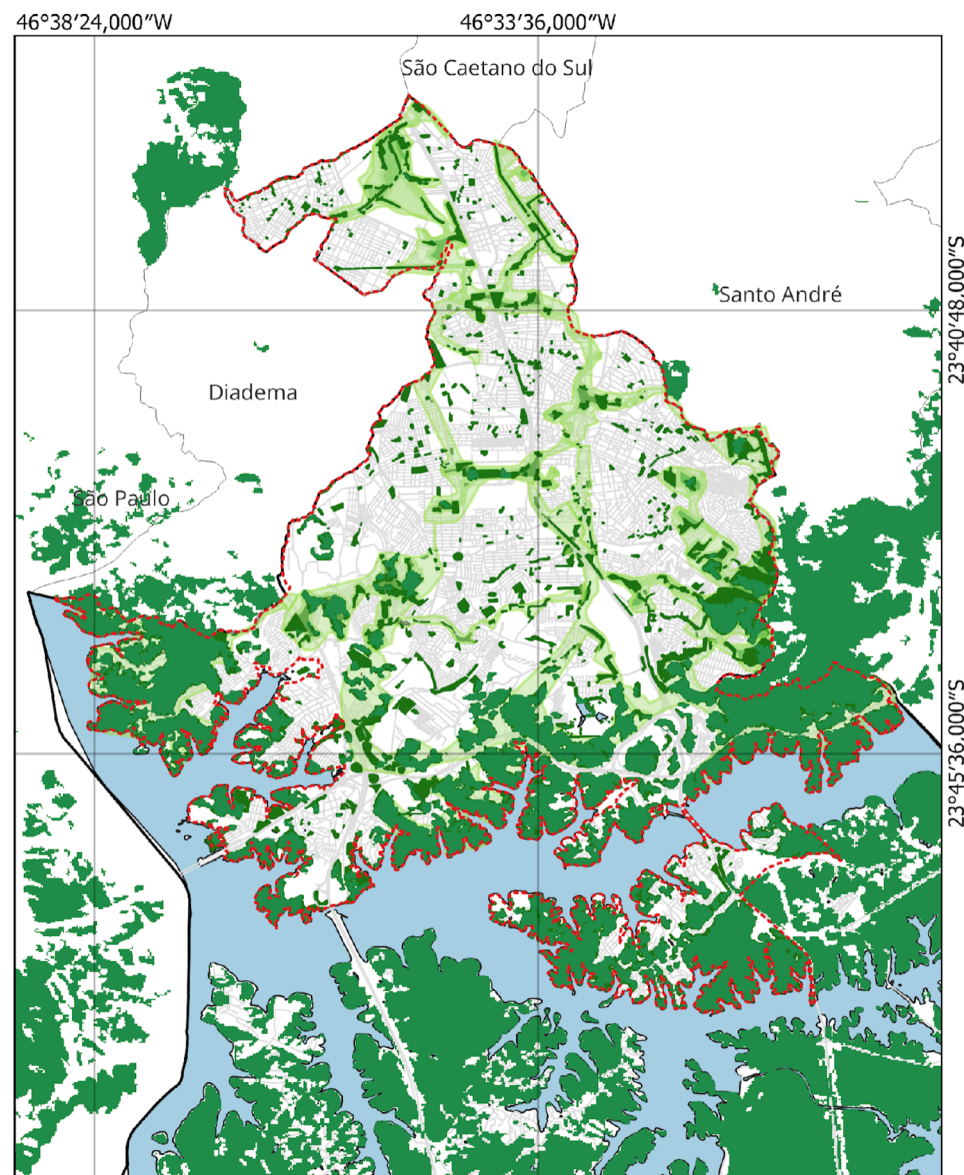 46°38′24,000″W
46°33′36,000″W
São Caetano do Sul
23°40′48,000″S
Santo André
Diadema
São Paulo
23°45′36,000″S